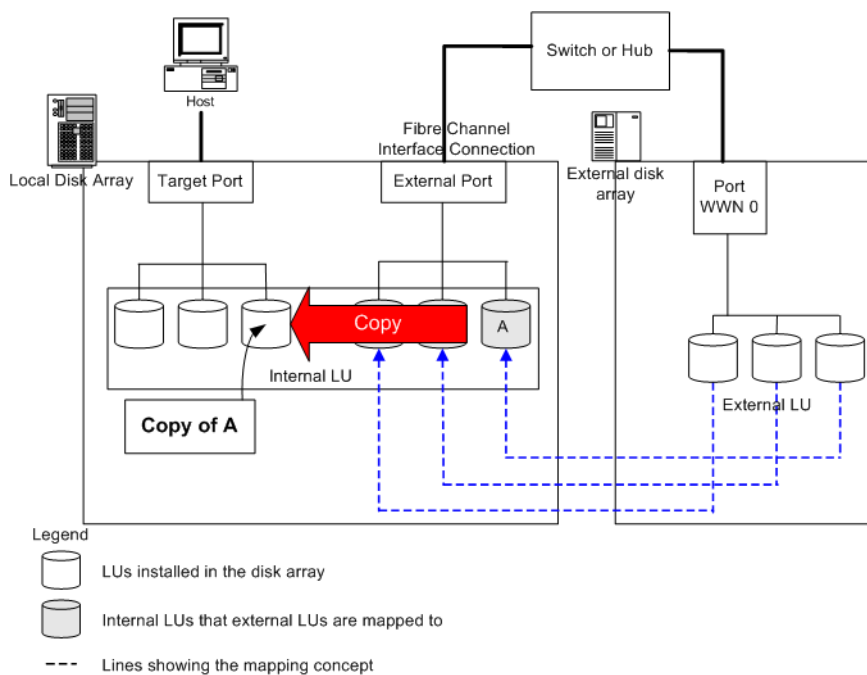 Switch or Hub
Host
Fibre Channel
Interface Connection
Local Disk Array
Target Port
External Port
External disk
array
Port
WWN 0
Copy
A
Internal LU
External LU
Copy of A
Legend
LUs installed in the disk array
Internal LUs that external LUs are mapped to
Lines showing the mapping concept